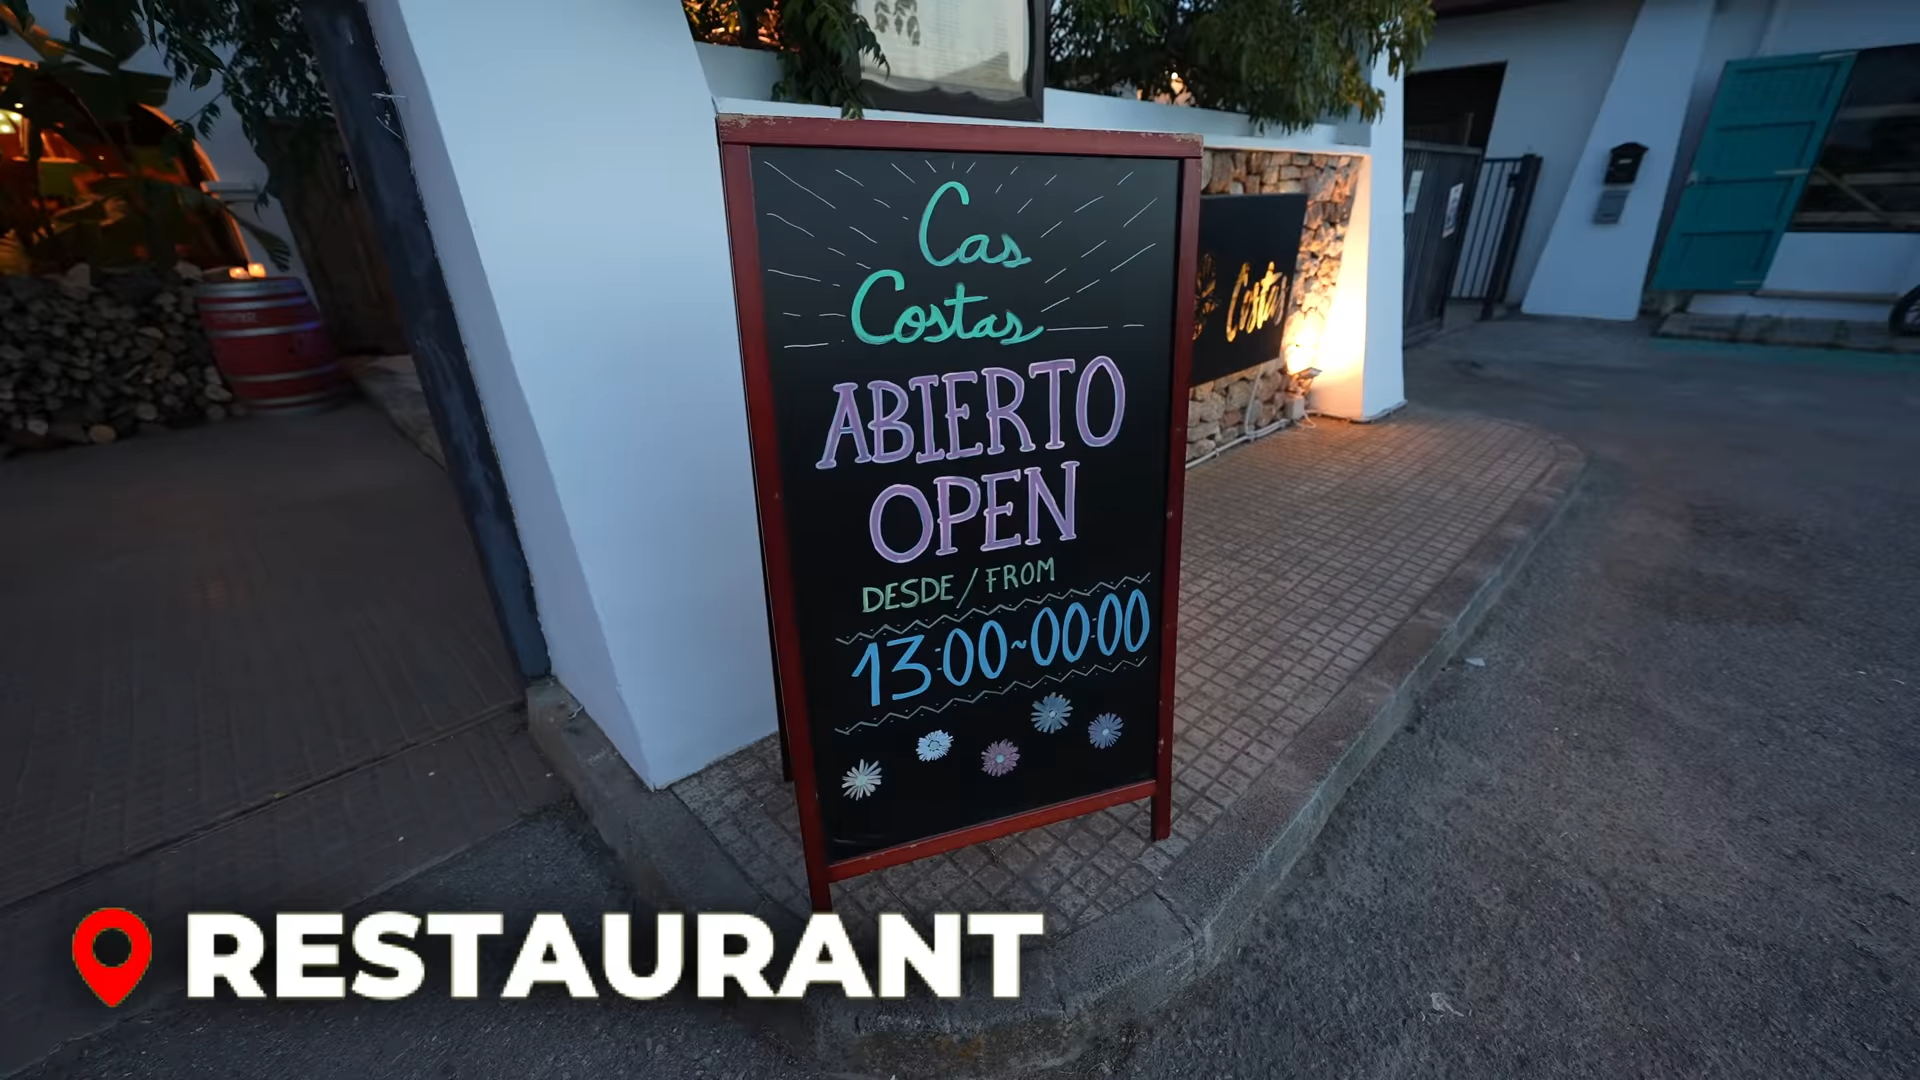 Cas
Costas
ABIERTO
OPEN
DESDE / FROM
13:00~00:00
Costas
RESTAURANT